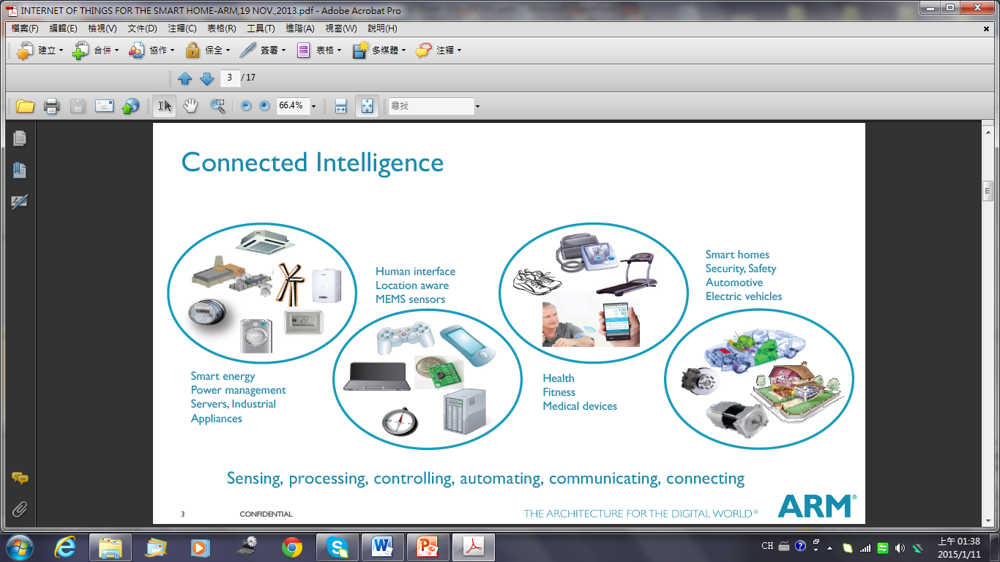 INTERNET OF THINGS FOR THE SMART HOME-ARM,19 NOV.,2013.pdf - Adobe Acrobat Pro
檔案(F) 編輯(E) 檢視(V) 文件(D) 注釋(C) 表格(R) 工具(T) 進階(A) 視窗(W) 說明(H)
建立 合併 協作 保全 簽署 表格 多媒體 注釋
3 / 17
66.4% 尋找
Connected Intelligence
Smart homes
Security, Safety
Automotive
Electric vehicles
Human interface
Location aware
MEMS sensors
Smart energy
Power management
Servers, Industrial
Appliances
Health
Fitness
Medical devices
Sensing, processing, controlling, automating, communicating, connecting
3 CONFIDENTIAL THE ARCHITECTURE FOR THE DIGITAL WORLD® ARM®
CH 上午 01:38
2015/1/11